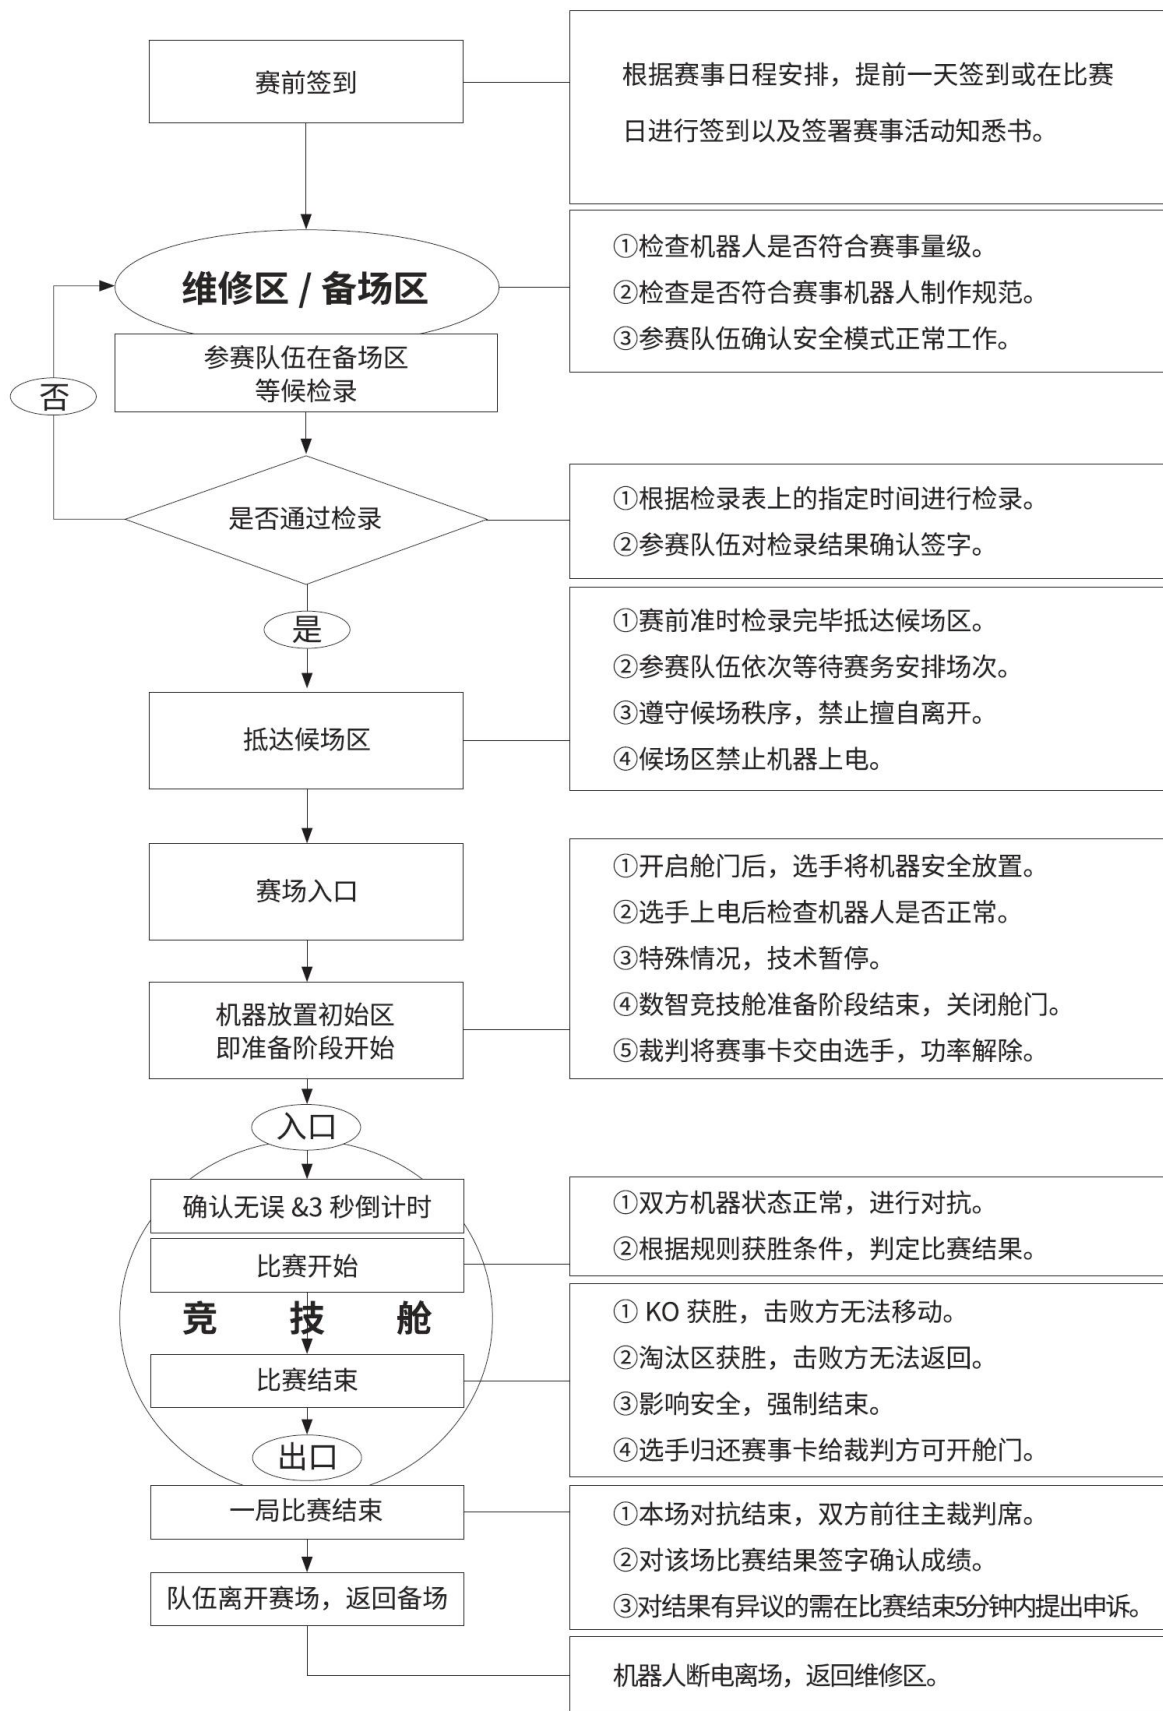 赛前签到
根据赛事日程安排，提前一天签到或在比赛
日进行签到以及签署赛事活动知悉书。
维修区 / 备场区
①检查机器人是否符合赛事量级。
②检查是否符合赛事机器人制作规范。
③参赛队伍确认安全模式正常工作。
参赛队伍在备场区
等候检录
否
是否通过检录
①根据检录表上的指定时间进行检录。
②参赛队伍对检录结果确认签字。
是
抵达候场区
①赛前准时检录完毕抵达候场区。
②参赛队伍依次等待赛务安排场次。
③遵守候场秩序，禁止擅自离开。
④候场区禁止机器上电。
赛场入口
机器放置初始区
即准备阶段开始
①开启舱门后，选手将机器安全放置。
②选手上电后检查机器人是否正常。
③特殊情况，技术暂停。
④数智竞技舱准备阶段结束，关闭舱门。
⑤裁判将赛事卡交由选手，功率解除。
入口
确认无误 &3 秒倒计时
比赛开始
①双方机器状态正常，进行对抗。
②根据规则获胜条件，判定比赛结果。
竞 技 舱
比赛结束
① KO 获胜，击败方无法移动。
②淘汰区获胜，击败方无法返回。
③影响安全，强制结束。
④选手归还赛事卡给裁判方可开舱门。
出口
一局比赛结束
①本场对抗结束，双方前往主裁判席。
②对该场比赛结果签字确认成绩。
③对结果有异议的需在比赛结束5分钟内提出申诉。
队伍离开赛场，返回备场
机器人断电离场，返回维修区。